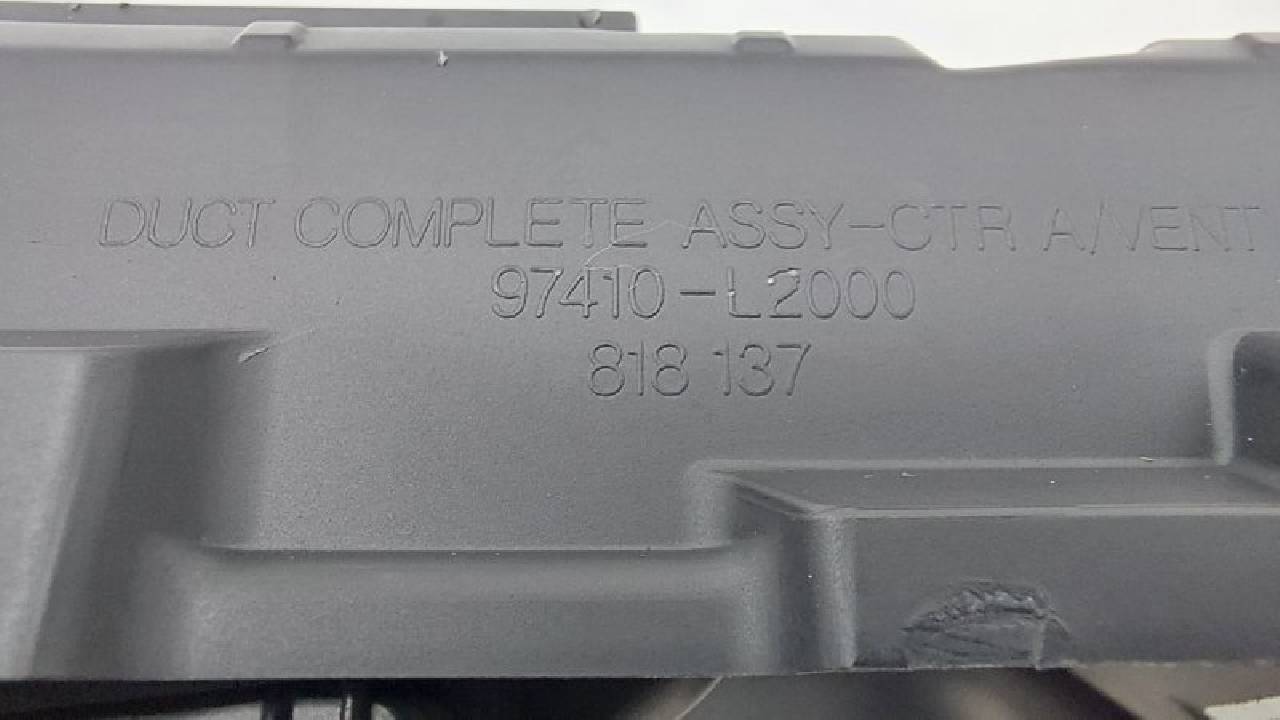 DUCT COMPLETE ASSY-CTR A/VENT
97410-L2000
818 137